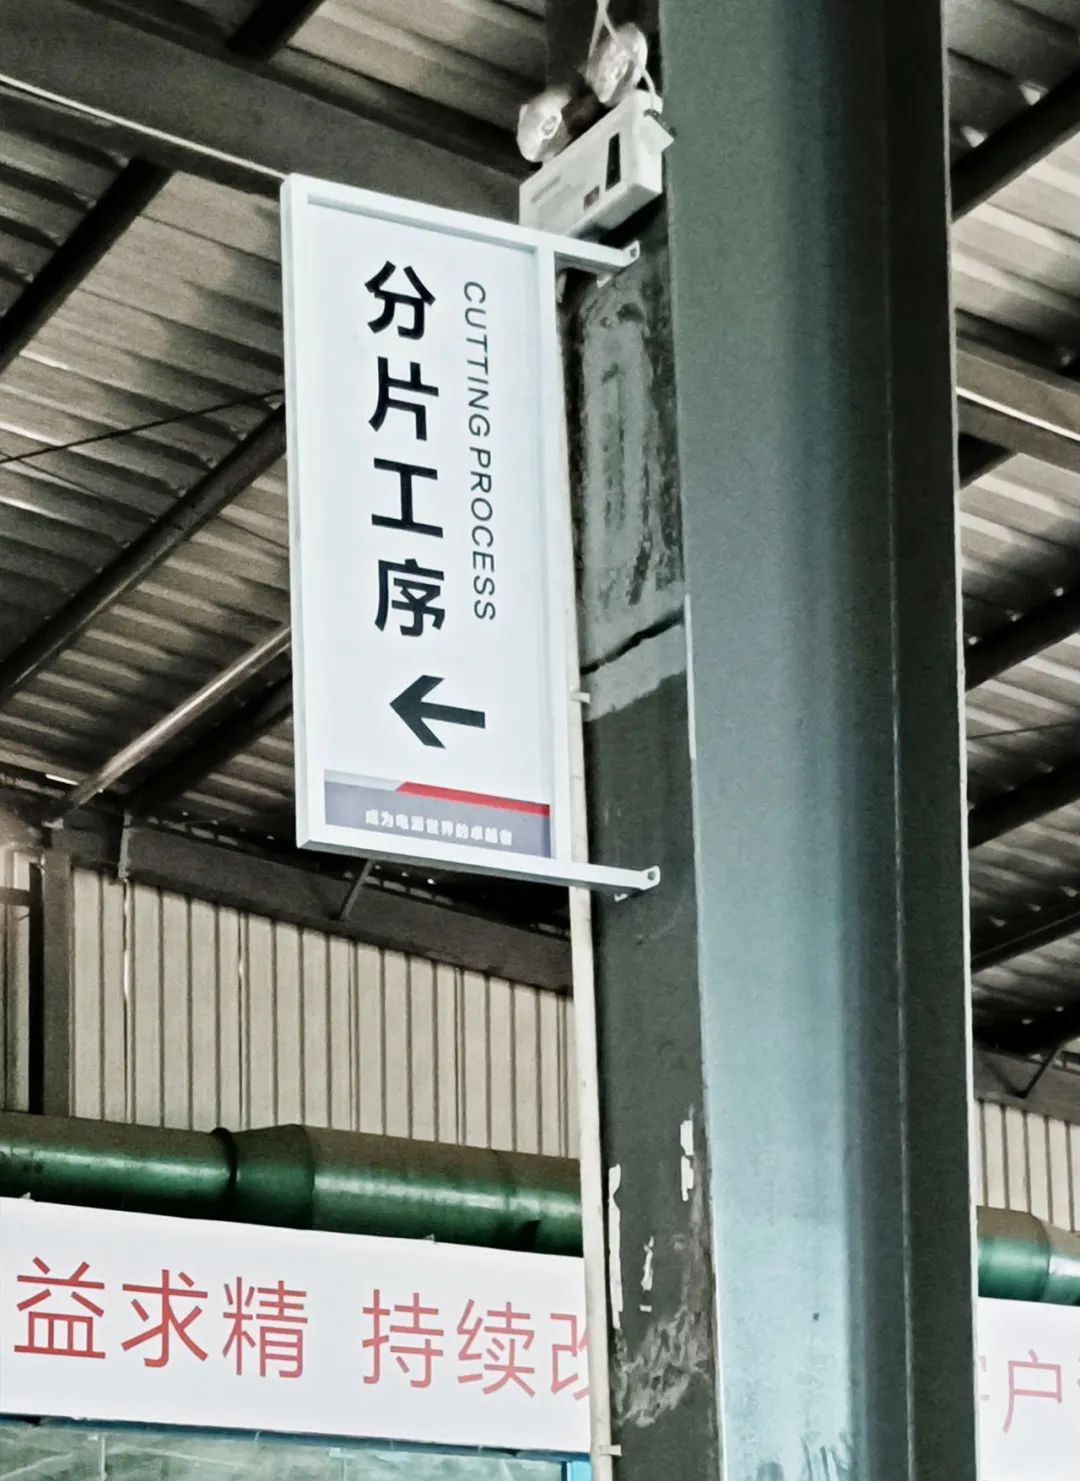 分片工序
CUTTING PROCESS
成为电源世界的卓越者
益求精 持续改
客户